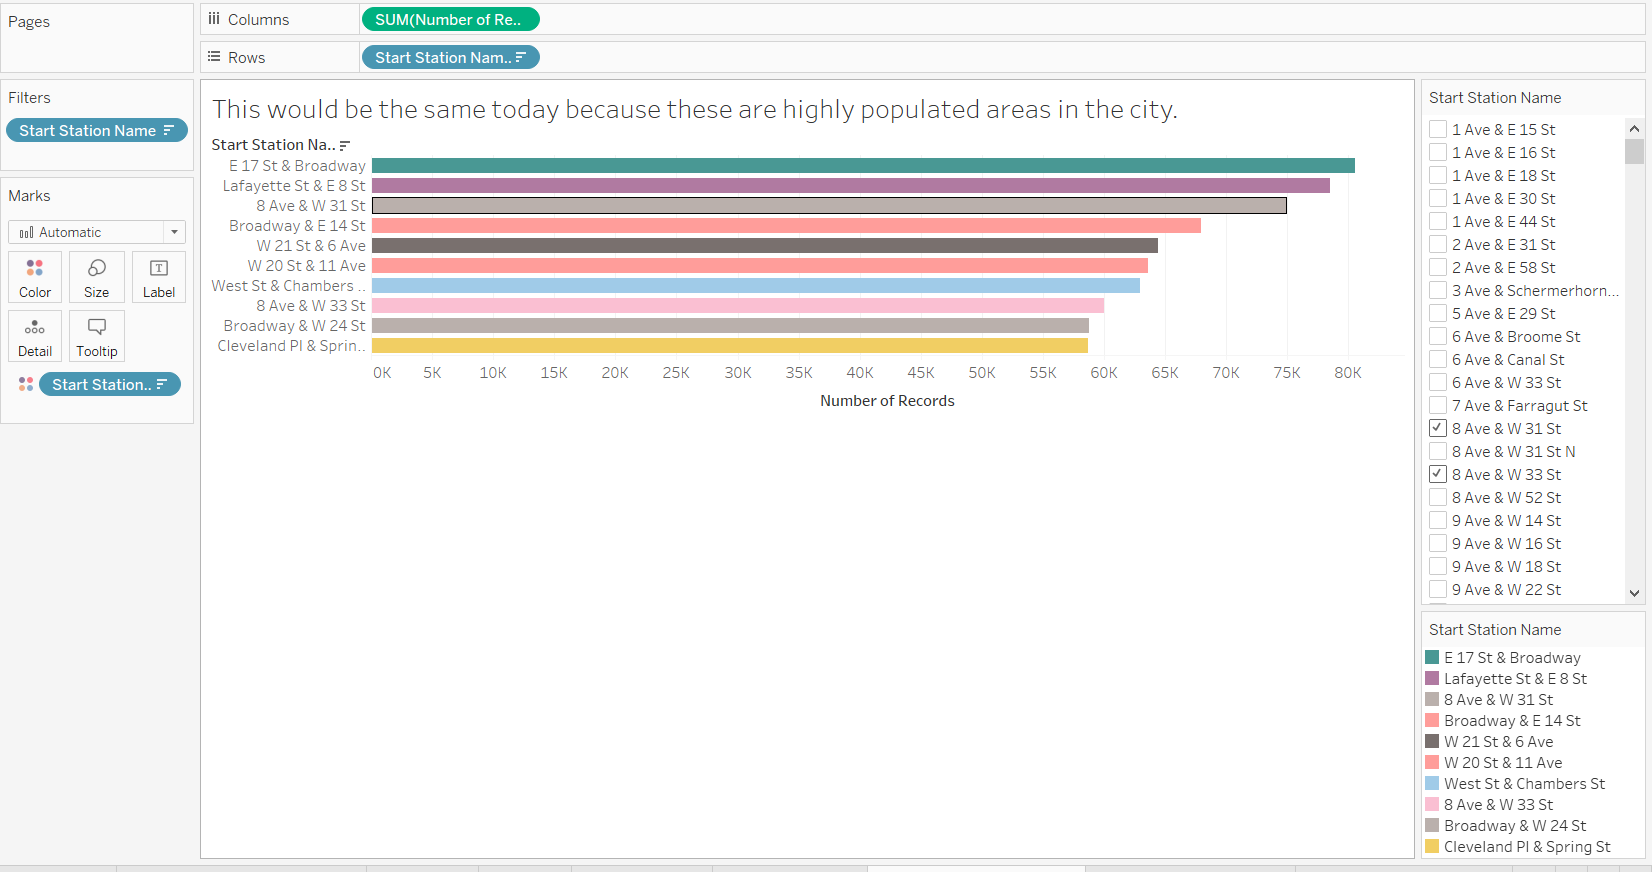 Pages
Columns
SUM(Number of Re..
Rows
Start Station Nam..
Filters
Start Station Name
Marks
Automatic
Color
Size
Label
Detail
Tooltip
Start Station..
This would be the same today because these are highly populated areas in the city.
Start Station Na..
E 17 St & Broadway
Lafayette St & E 8 St
8 Ave & W 31 St
Broadway & E 14 St
W 21 St & 6 Ave
W 20 St & 11 Ave
West St & Chambers ..
8 Ave & W 33 St
Broadway & W 24 St
Cleveland Pl & Sprin..
0K 5K 10K 15K 20K 25K 30K 35K 40K 45K 50K 55K 60K 65K 70K 75K 80K
Number of Records
Start Station Name
1 Ave & E 15 St
1 Ave & E 16 St
1 Ave & E 18 St
1 Ave & E 30 St
1 Ave & E 44 St
2 Ave & E 31 St
2 Ave & E 58 St
3 Ave & Schermerhorn...
5 Ave & E 29 St
6 Ave & Broome St
6 Ave & Canal St
6 Ave & W 33 St
7 Ave & Farragut St
8 Ave & W 31 St
8 Ave & W 31 St N
8 Ave & W 33 St
8 Ave & W 52 St
9 Ave & W 14 St
9 Ave & W 16 St
9 Ave & W 18 St
9 Ave & W 22 St
Start Station Name
E 17 St & Broadway
Lafayette St & E 8 St
8 Ave & W 31 St
Broadway & E 14 St
W 21 St & 6 Ave
W 20 St & 11 Ave
West St & Chambers St
8 Ave & W 33 St
Broadway & W 24 St
Cleveland Pl & Spring St